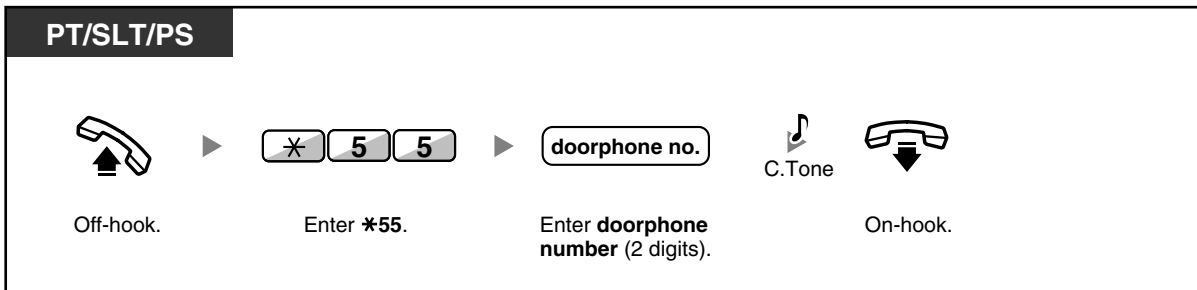 PT/SLT/PS
✳ 5 5
doorphone no.
C.Tone
Off-hook.
Enter ✳55.
Enter doorphone
number (2 digits).
On-hook.